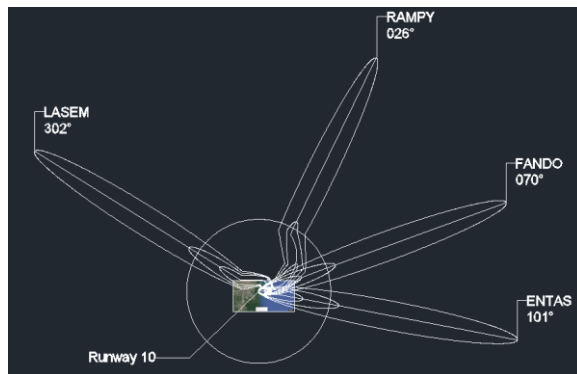 RAMPY
026°
LASEM
302°
FANDO
070°
ENTAS
101°
Runway 10